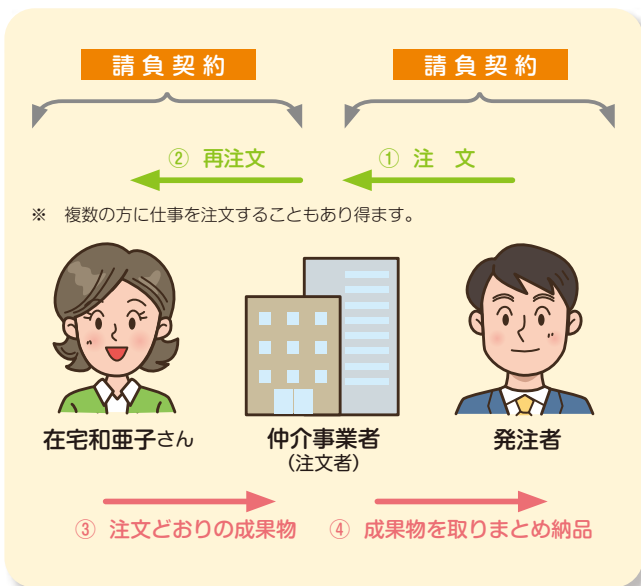 請負契約
請負契約
② 再注文
① 注　文
※　複数の方に仕事を注文することもあり得ます。
在宅和亜子さん
仲介事業者
(注文者)
発注者
③ 注文どおりの成果物
④ 成果物を取りまとめ納品